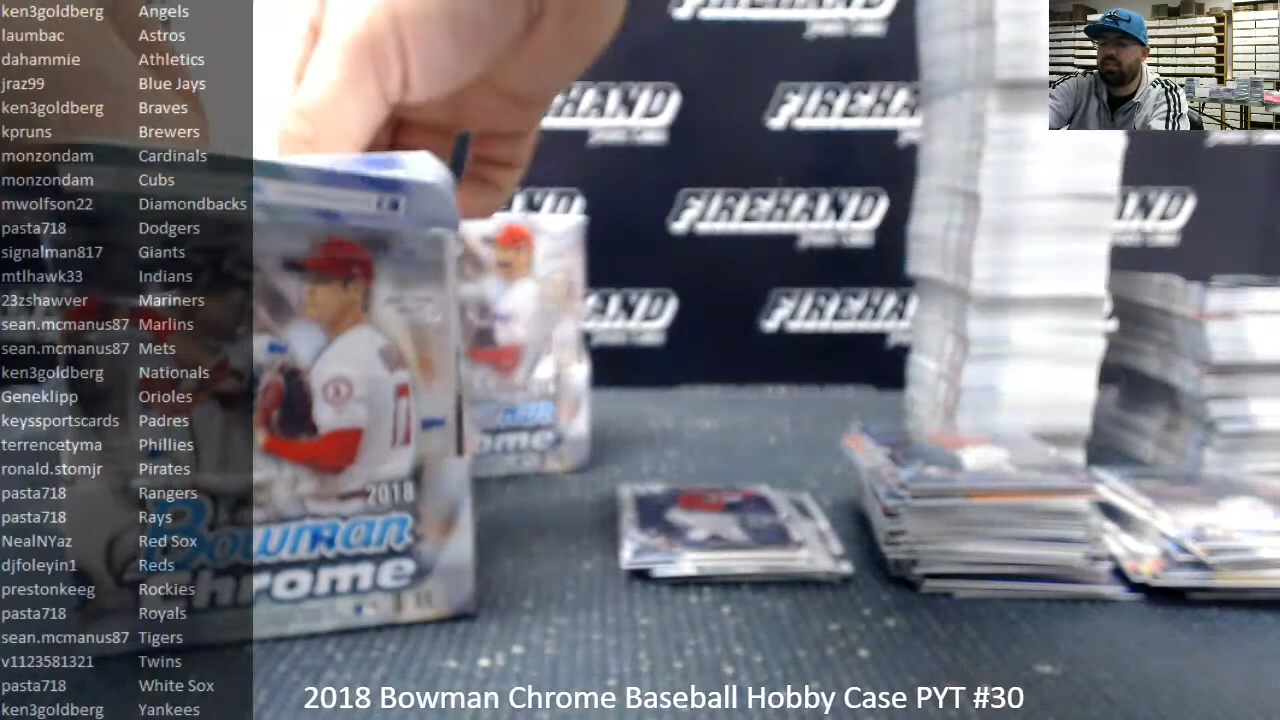 ken3goldberg Angels
laumbac Astros
dahammie Athletics
jraz99 Blue Jays
ken3goldberg Braves
kpruns Brewers
monzondam Cardinals
monzondam Cubs
mwolfson22 Diamondbacks
pasta718 Dodgers
signalman817 Giants
mtlhawk33 Indians
23zshawver Mariners
sean.mcmanus87 Marlins
sean.mcmanus87 Mets
ken3goldberg Nationals
Geneklipp Orioles
keyssportscards Padres
terrencetyma Phillies
ronald.stomjr Pirates
pasta718 Rangers
pasta718 Rays
NealNYaz Red Sox
djfoleyin1 Reds
prestonkeeg Rockies
pasta718 Royals
sean.mcmanus87 Tigers
v1123581321 Twins
pasta718 White Sox
ken3goldberg Yankees
FIREHAND
FIREHAND
2018
Bowman
Chrome
2018 Bowman Chrome Baseball Hobby Case PYT #30